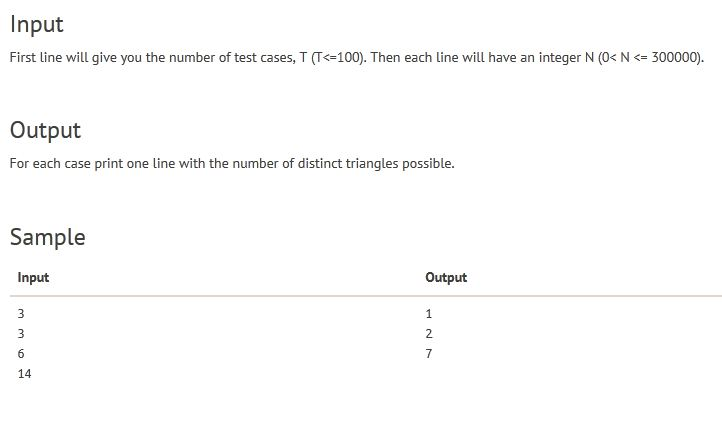 Input
First line will give you the number of test cases, T (T<=100). Then each line will have an integer N (0< N <= 300000).
Output
For each case print one line with the number of distinct triangles possible.
Sample
Input Output
3 1
3 2
6 7
14